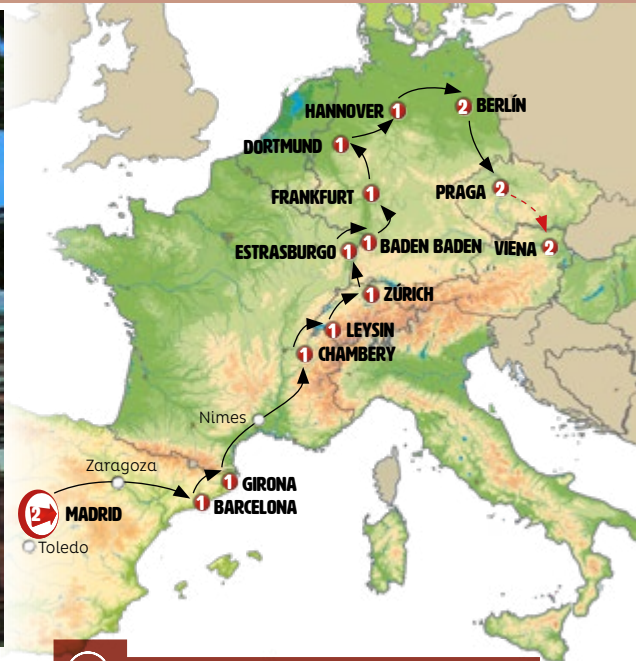 HANNOVER 1
2 BERLÍN
DORTMUND 1
FRANKFURT 1
PRAGA 2
ESTRASBURGO 1
1 BADEN BADEN
VIENA 2
1 ZÚRICH
1 LEYSIN
1 CHAMBERY
Nimes
Zaragoza
1 GIRONA
1 BARCELONA
2 MADRID
Toledo